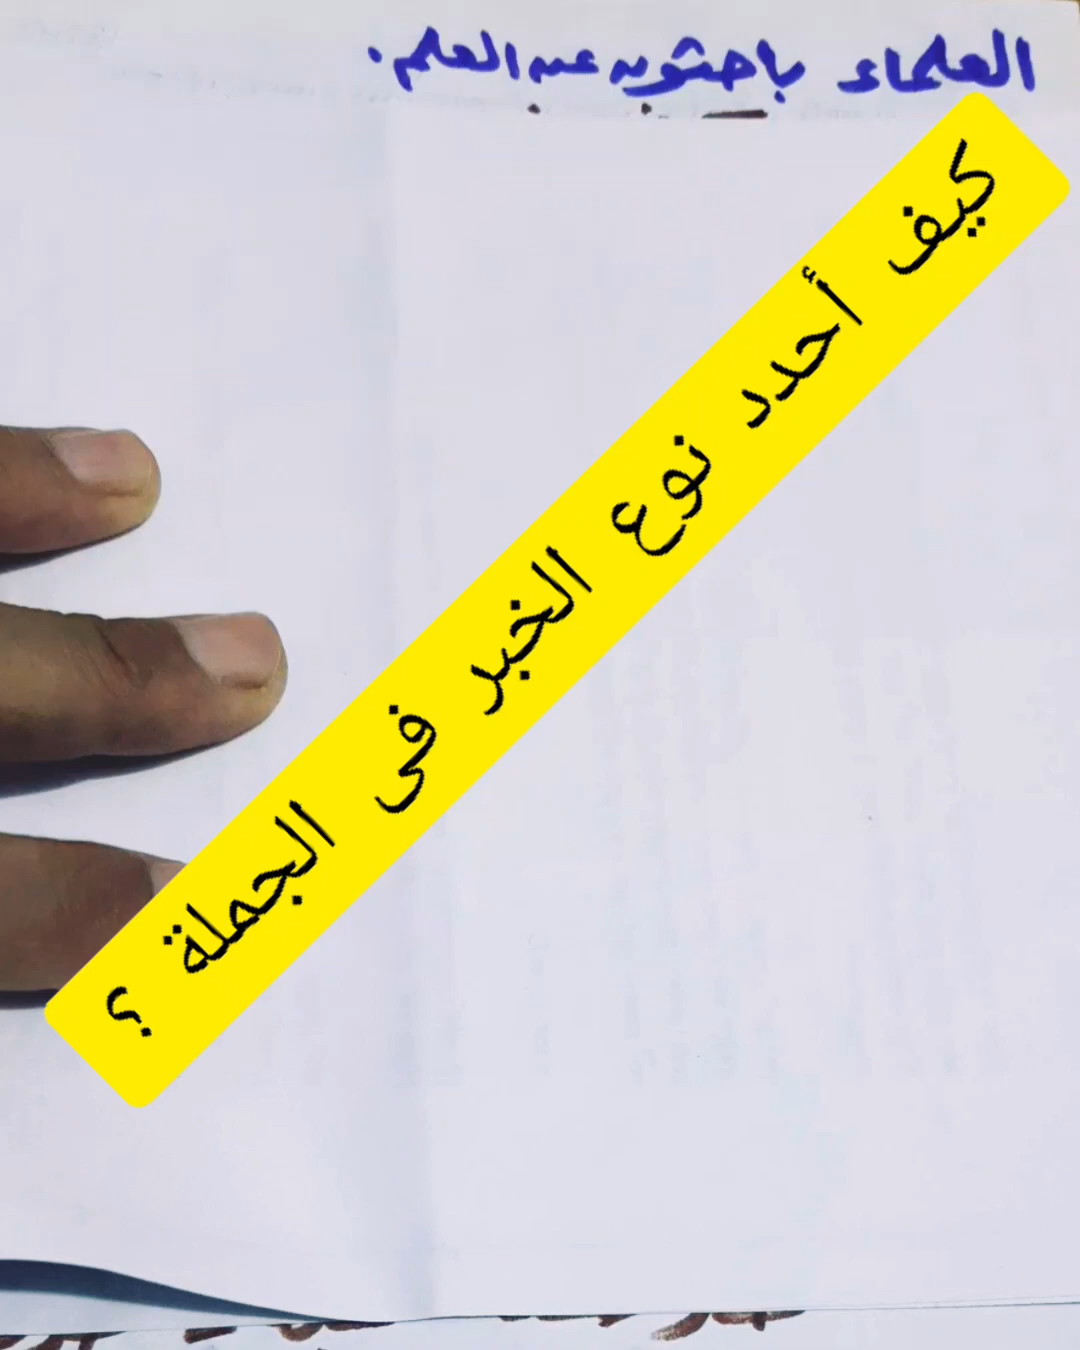 العلماء باحثون عن العلم.
كيف أحدد نوع الخبر فى الجملة ؟